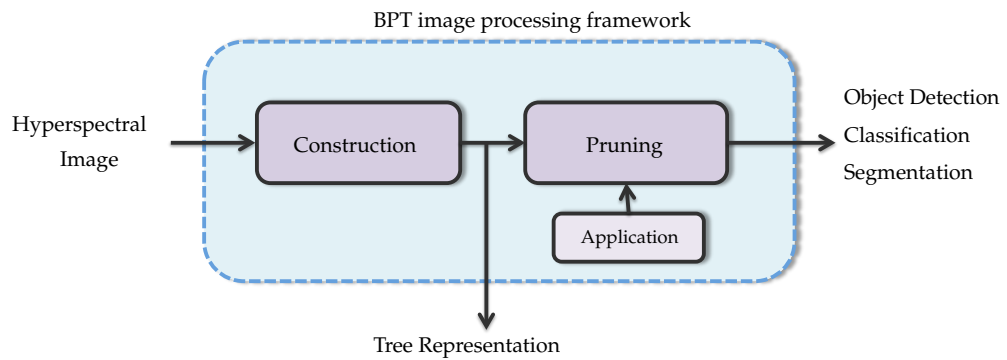 BPT image processing framework
Hyperspectral
Image
Construction
Pruning
Application
Object Detection
Classification
Segmentation
Tree Representation